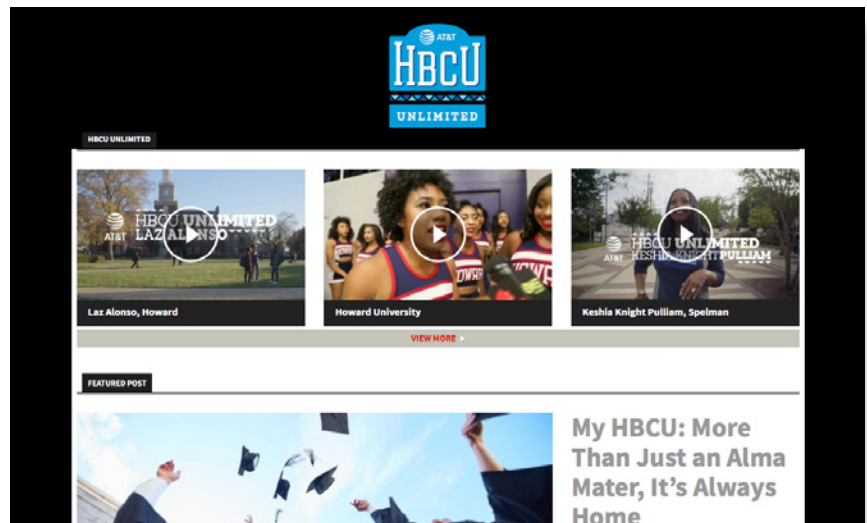 AT&T
HBCU
UNLIMITED
HBCU UNLIMITED
AT&T
HBCU UNLIMITED
LAZ ALONSO
HOWAR
AT&T
HBCU UNLIMITED
KESHIA KNIGHT PULLIAM
Laz Alonso, Howard
Howard University
Keshia Knight Pulliam, Spelman
VIEW MORE
FEATURED POST
My HBCU: More
Than Just an Alma
Mater, It’s Always
Home